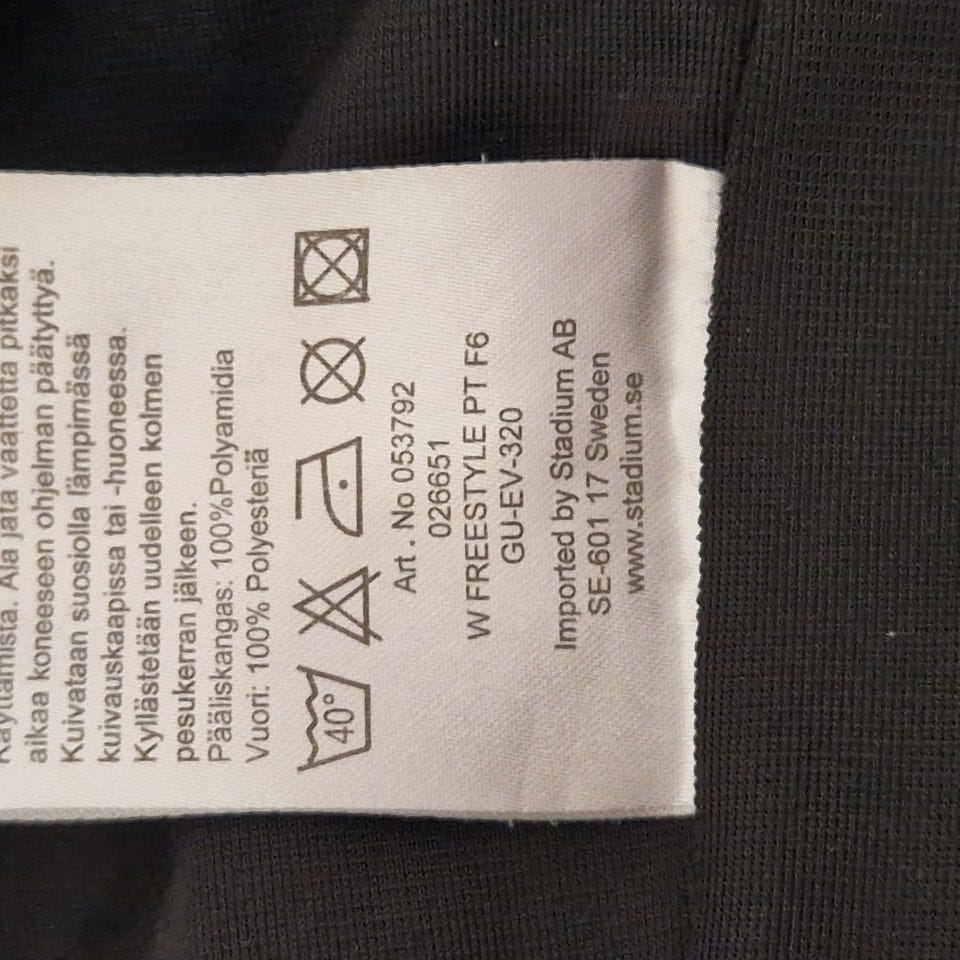 Älä jätä vaatetta pitkäksi
aikaa koneeseen ohjelman päätyttyä.
Kuivataan suosiolla lämpimässä
kuivauskaapissa tai -huoneessa.
Kyllästetään uudelleen kolmen
pesukerran jälkeen.
Pääliskangas: 100%Polyamidia
Vuori: 100% Polyesteriä
40°
Art . No 053792
026651
W FREESTYLE PT F6
GU-EV-320
Imported by Stadium AB
SE-601 17 Sweden
www.stadium.se